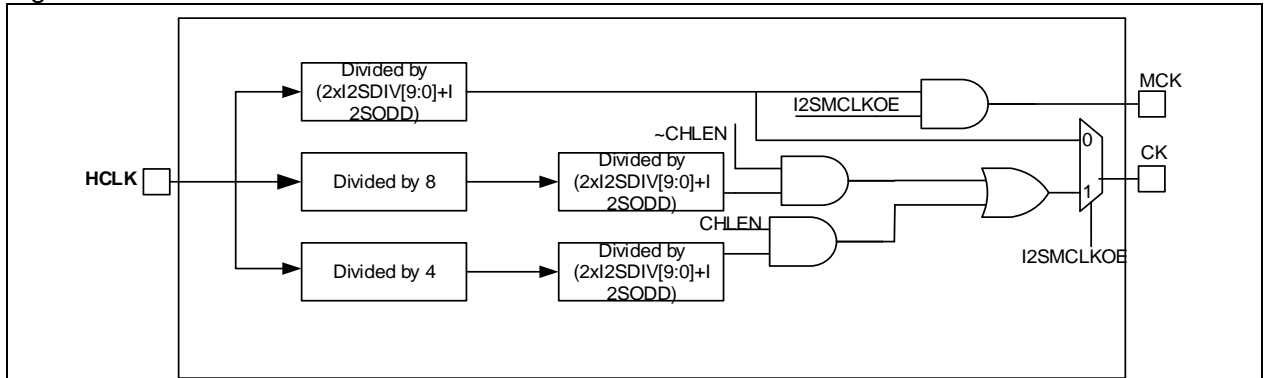 Divided by
(2xI2SDIV[9:0]+I
2SODD)
I2SMCLKOE
MCK
~CHLEN
0
CK
HCLK
Divided by 8
Divided by
(2xI2SDIV[9:0]+I
2SODD)
1
CHLEN
I2SMCLKOE
Divided by 4
Divided by
(2xI2SDIV[9:0]+I
2SODD)